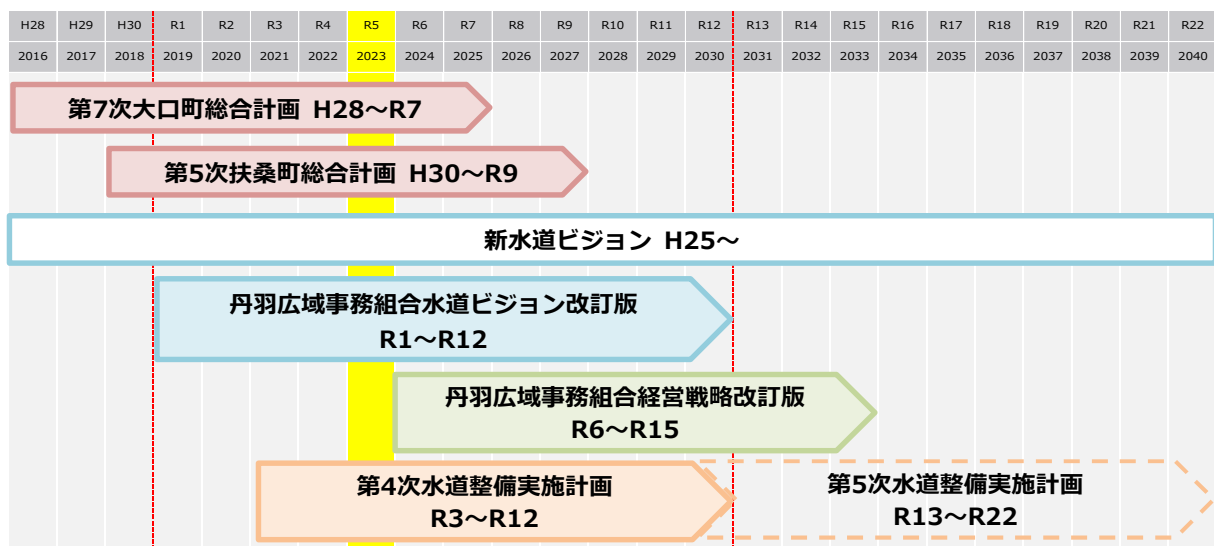 H28 H29 H30 R1 R2 R3 R4 R5 R6 R7 R8 R9 R10 R11 R12 R13 R14 R15 R16 R17 R18 R19 R20 R21 R22
2016 2017 2018 2019 2020 2021 2022 2023 2024 2025 2026 2027 2028 2029 2030 2031 2032 2033 2034 2035 2036 2037 2038 2039 2040
第7次大口町総合計画 H28～R7
第5次扶桑町総合計画 H30～R9
新水道ビジョン H25～
丹羽広域事務組合水道ビジョン改訂版
R1～R12
丹羽広域事務組合経営戦略改訂版
R6～R15
第4次水道整備実施計画
R3～R12
第5次水道整備実施計画
R13～R22